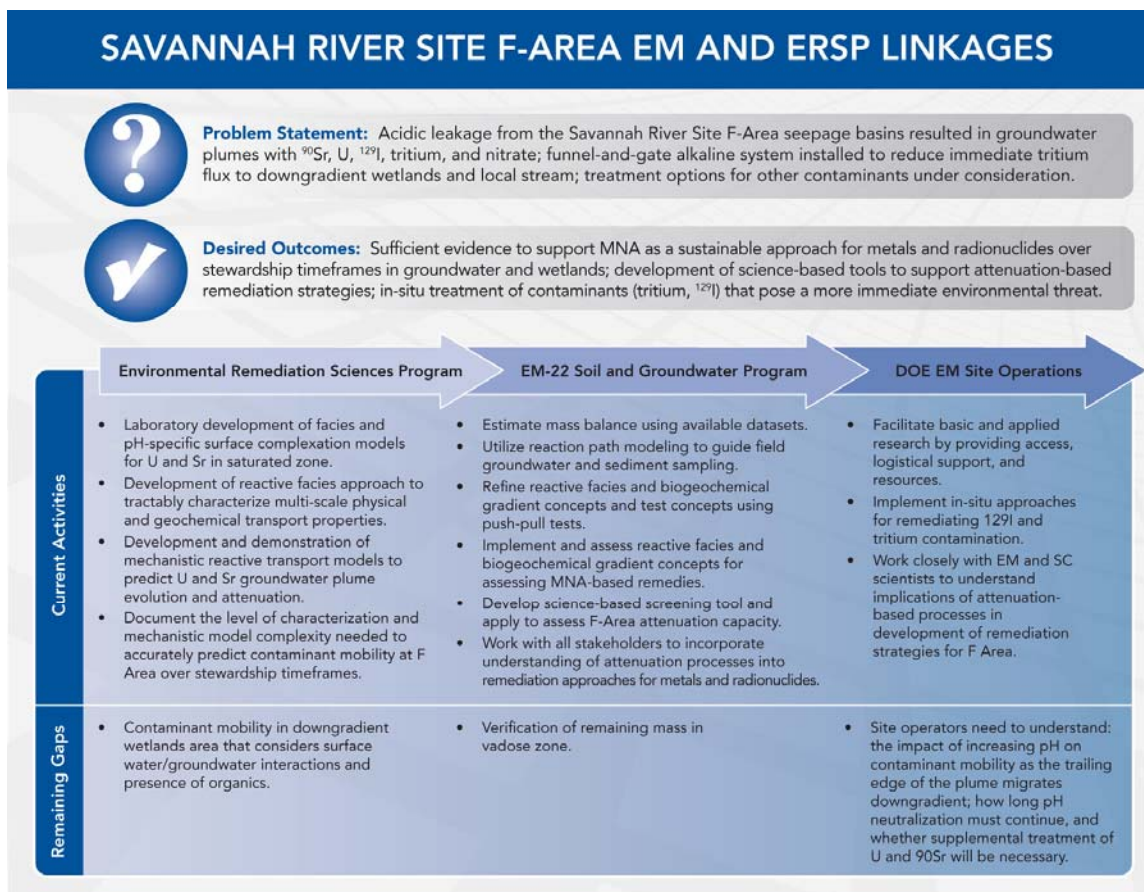 SAVANNAH RIVER SITE F-AREA EM AND ERSP LINKAGES
?
Problem Statement: Acidic leakage from the Savannah River Site F-Area seepage basins resulted in groundwater
plumes with ⁹⁰Sr, U, ¹²⁹I, tritium, and nitrate; funnel-and-gate alkaline system installed to reduce immediate tritium
flux to downgradient wetlands and local stream; treatment options for other contaminants under consideration.
Desired Outcomes: Sufficient evidence to support MNA as a sustainable approach for metals and radionuclides over
stewardship timeframes in groundwater and wetlands; development of science-based tools to support attenuation-based
remediation strategies; in-situ treatment of contaminants (tritium, ¹²⁹I) that pose a more immediate environmental threat.
Environmental Remediation Sciences Program
EM-22 Soil and Groundwater Program
DOE EM Site Operations
Current Activities
• Laboratory development of facies and
pH-specific surface complexation models
for U and Sr in saturated zone.
• Development of reactive facies approach to
tractably characterize multi-scale physical
and geochemical transport properties.
• Development and demonstration of
mechanistic reactive transport models to
predict U and Sr groundwater plume
evolution and attenuation.
• Document the level of characterization and
mechanistic model complexity needed to
accurately predict contaminant mobility at F
Area over stewardship timeframes.
• Estimate mass balance using available datasets.
• Utilize reaction path modeling to guide field
groundwater and sediment sampling.
• Refine reactive facies and biogeochemical
gradient concepts and test concepts using
push-pull tests.
• Implement and assess reactive facies and
biogeochemical gradient concepts for
assessing MNA-based remedies.
• Develop science-based screening tool and
apply to assess F-Area attenuation capacity.
• Work with all stakeholders to incorporate
understanding of attenuation processes into
remediation approaches for metals and radionuclides.
• Facilitate basic and applied
research by providing access,
logistical support, and
resources.
• Implement in-situ approaches
for remediating 129I and
tritium contamination.
• Work closely with EM and SC
scientists to understand
implications of attenuation-
based processes in
development of remediation
strategies for F Area.
Remaining Gaps
• Contaminant mobility in downgradient
wetlands area that considers surface
water/groundwater interactions and
presence of organics.
• Verification of remaining mass in
vadose zone.
• Site operators need to understand:
the impact of increasing pH on
contaminant mobility as the trailing
edge of the plume migrates
downgradient; how long pH
neutralization must continue, and
whether supplemental treatment of
U and 90Sr will be necessary.